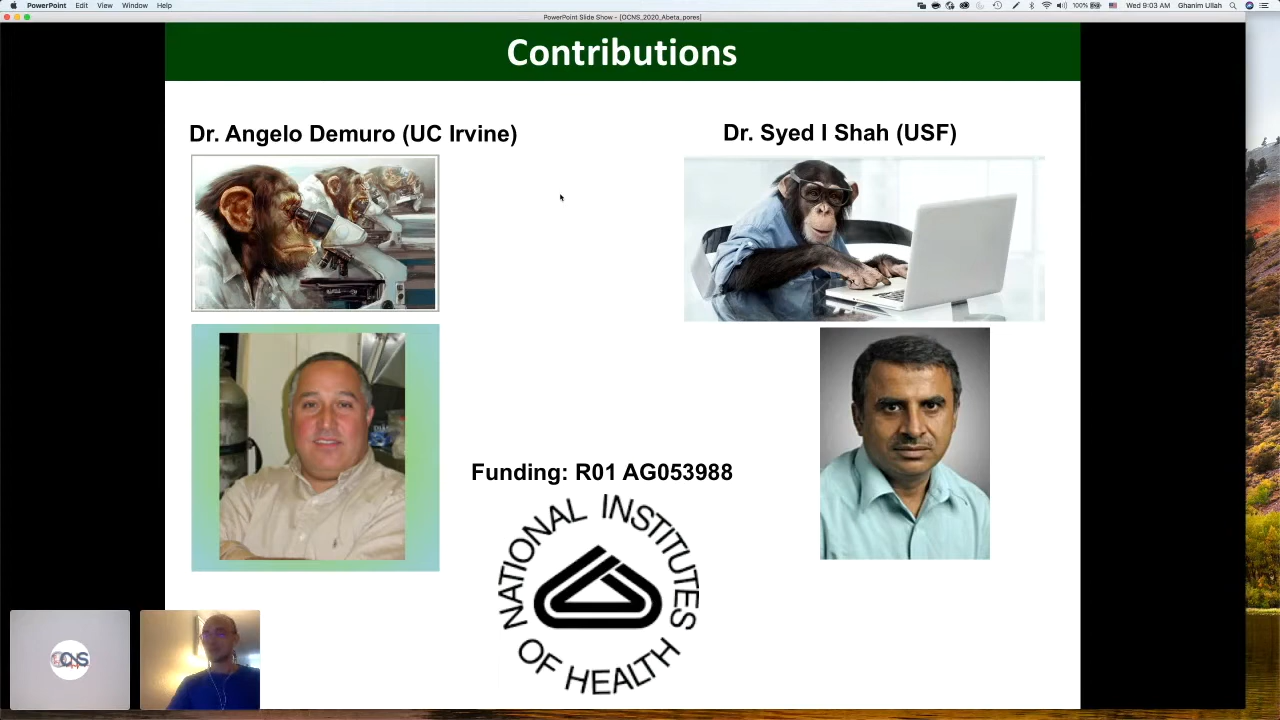 PowerPoint File Edit View Window Help
100% Wed 9:03 AM Ghanim Ullah
PowerPoint Slide Show - [OCNS_2020_Abeta_pores]
Contributions
Dr. Angelo Demuro (UC Irvine)
Dr. Syed I Shah (USF)
Funding: R01 AG053988
NATIONAL INSTITUTES
OF HEALTH
OCNS